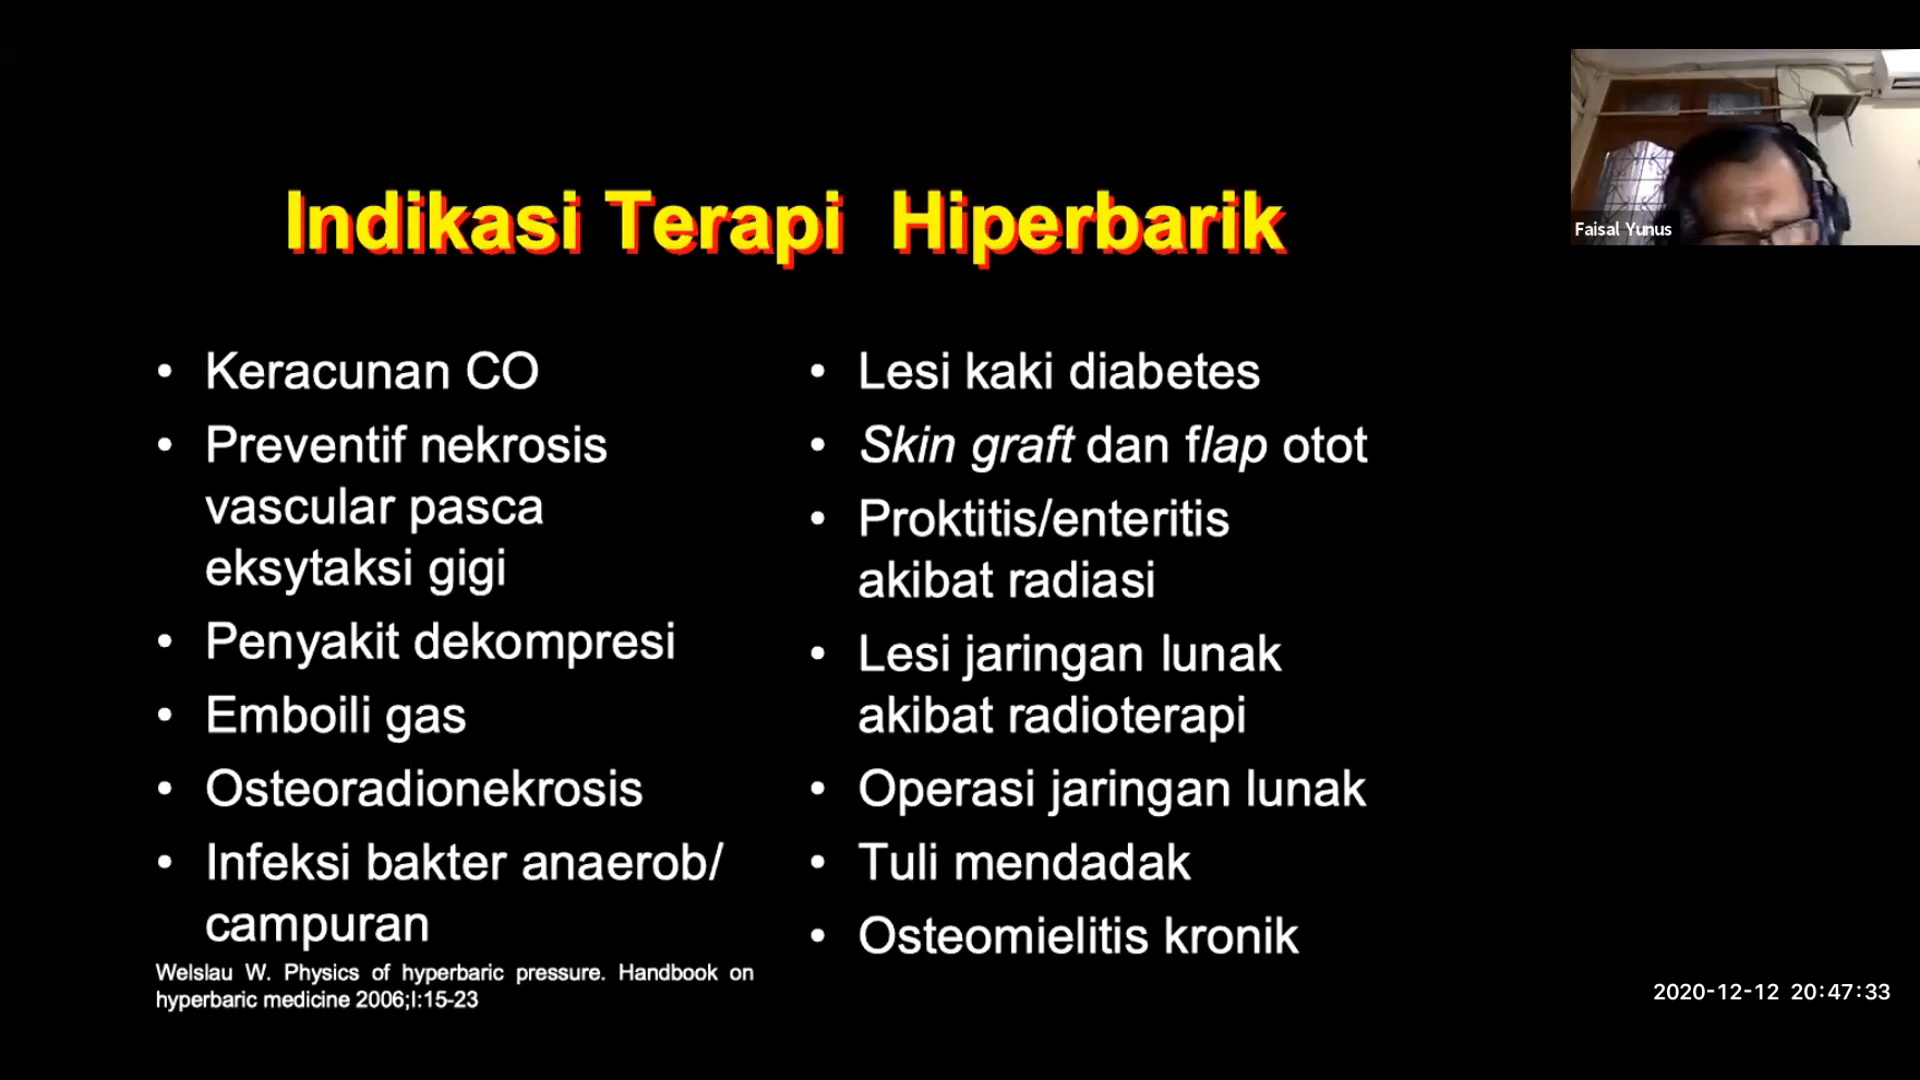 Indikasi Terapi Hiperbarik
• Keracunan CO
• Preventif nekrosis
vascular pasca
eksytaksi gigi
• Penyakit dekompresi
• Emboili gas
• Osteoradionekrosis
• Infeksi bakter anaerob/
campuran
Welslau W. Physics of hyperbaric pressure. Handbook on
hyperbaric medicine 2006;I:15-23
• Lesi kaki diabetes
• Skin graft dan flap otot
• Proktitis/enteritis
akibat radiasi
• Lesi jaringan lunak
akibat radioterapi
• Operasi jaringan lunak
• Tuli mendadak
• Osteomielitis kronik
Faisal Yunus
2020-12-12 20:47:33